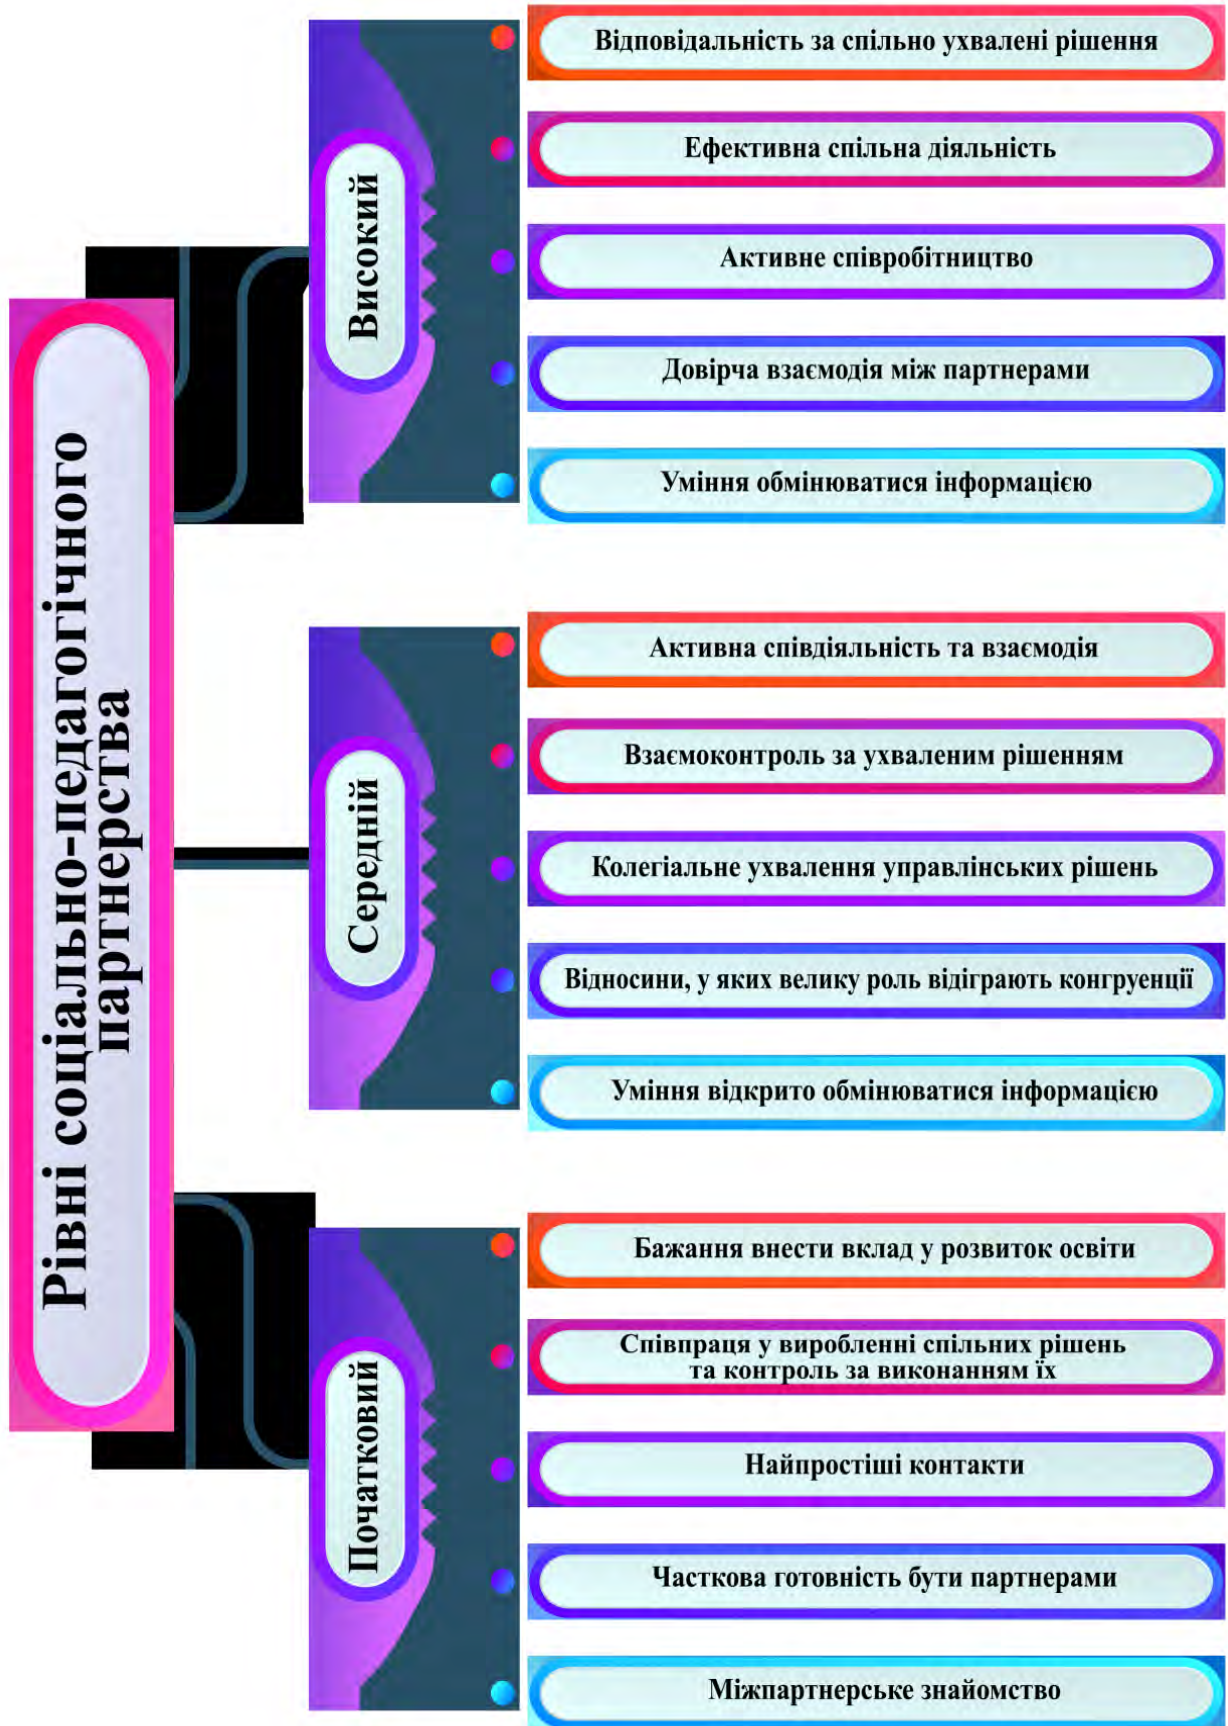 Рівні соціально-педагогічного
партнерства
Високий
Відповідальність за спільно ухвалені рішення
Ефективна спільна діяльність
Активне співробітництво
Довірча взаємодія між партнерами
Уміння обмінюватися інформацією
Середній
Активна співдіяльність та взаємодія
Взаємоконтроль за ухваленим рішенням
Колегіальне ухвалення управлінських рішень
Відносини, у яких велику роль відіграють конгруенції
Уміння відкрито обмінюватися інформацією
Початковий
Бажання внести вклад у розвиток освіти
Співпраця у виробленні спільних рішень
та контроль за виконанням їх
Найпростіші контакти
Часткова готовність бути партнерами
Міжпартнерське знайомство